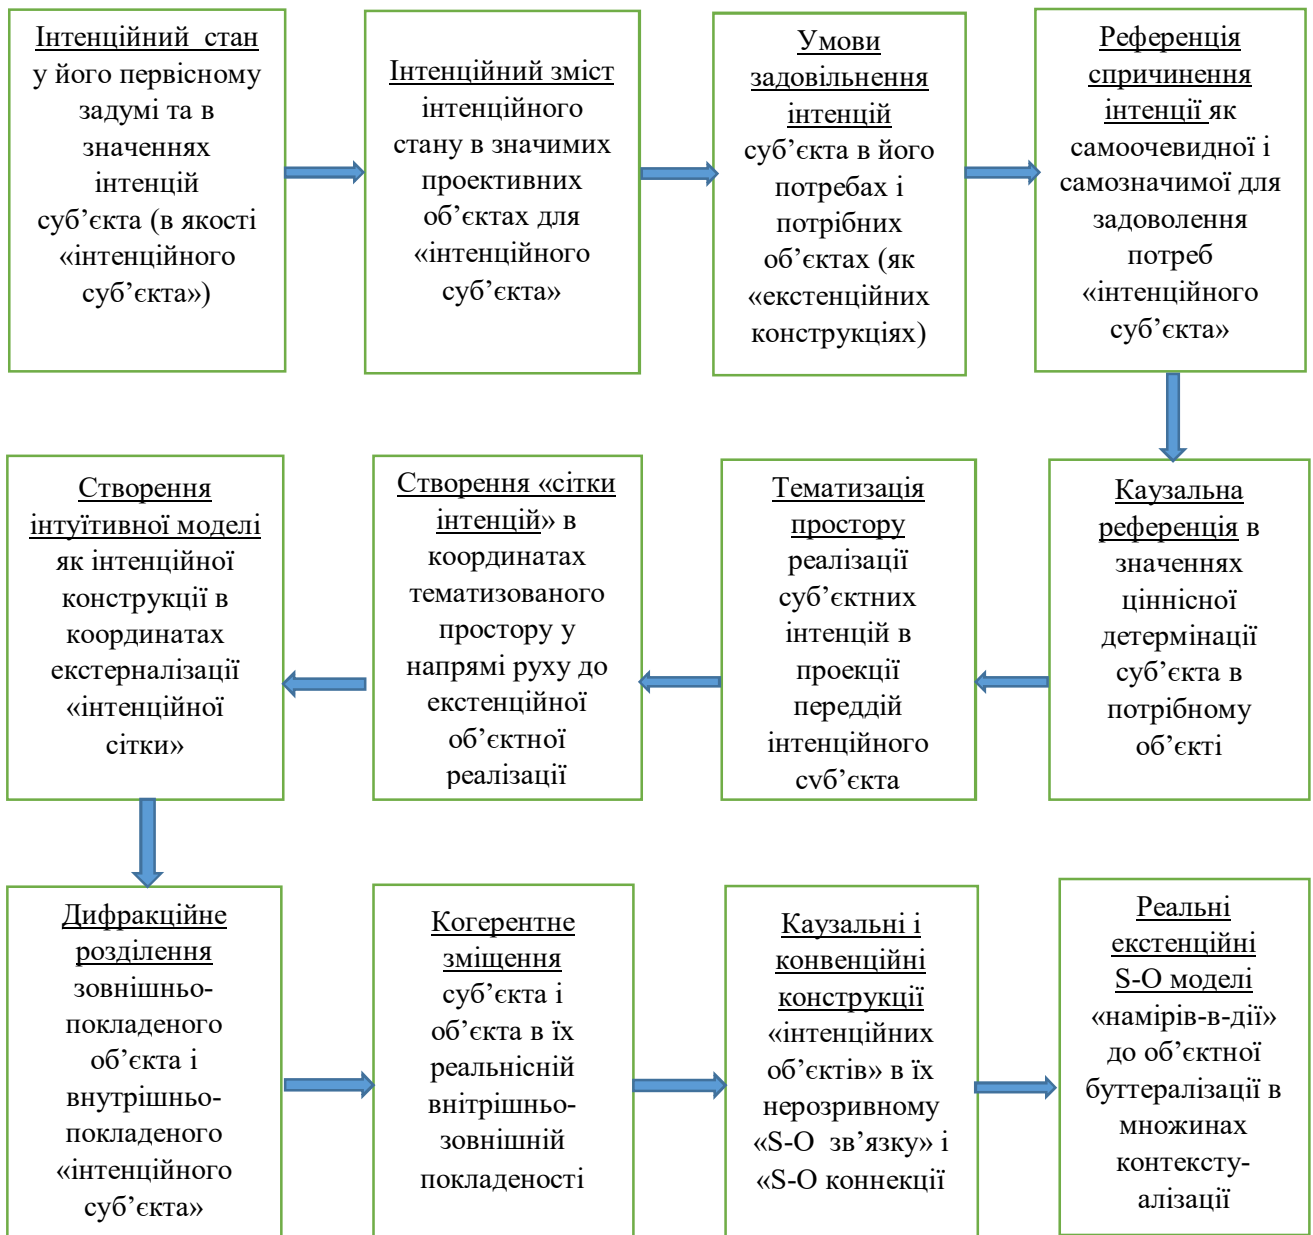 Інтенційний стан
у його первісному
задумі та в
значеннях
інтенцій
суб’єкта (в якості
«інтенційного
суб’єкта»)
Інтенційний зміст
інтенційного
стану в значимих
проективних
об’єктах для
«інтенційного
суб’єкта»
Умови
задовільнення
інтенцій
суб’єкта в його
потребах і
потрібних
об’єктах (як
«екстенційних
конструкціях)
Референція
спричинення
інтенції як
самоочевидної і
самозначимої для
задоволення
потреб
«інтенційного
суб’єкта»
Каузальна
референція в
значеннях
ціннісної
детермінації
суб’єкта в
потрібному
об’єкті
Тематизація
простору
реалізації
суб’єктних
інтенцій в
проекції
переддій
інтенційного
суб’єкта
Створення «сітки
інтенцій» в
координатах
тематизованого
простору у
напрямі руху до
екстенційної
об’єктної
реалізації
Створення
інтуїтивної моделі
як інтенційної
конструкції в
координатах
екстерналізації
«інтенційної
сітки»
Дифракційне
розділення
зовнішньо-
покладеного
об’єкта і
внутрішньо-
покладеного
«інтенційного
суб’єкта»
Когерентне
зміщення
суб’єкта і
об’єкта в їх
реальнісній
внітрішньо-
зовнішній
покладеності
Каузальні і
конвенційні
конструкції
«інтенційних
об’єктів» в їх
нерозривному
«S-O зв’язку» і
«S-O коннекції
Реальні
екстенційні
S-O моделі
«намірів-в-дії»
до об’єктної
буттералізації в
множинах
контексту-
алізації